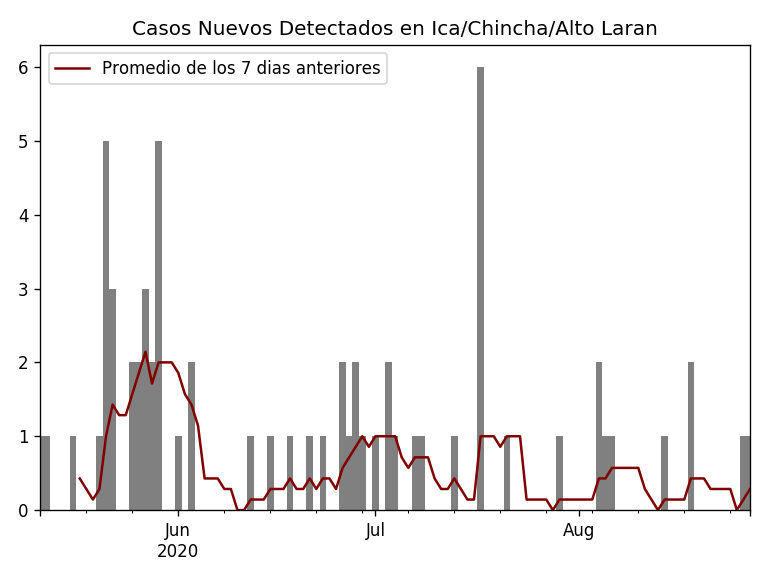 Casos Nuevos Detectados en Ica/Chincha/Alto Laran
Promedio de los 7 dias anteriores
6
5
4
3
2
1
0
Jun
2020
Jul
Aug